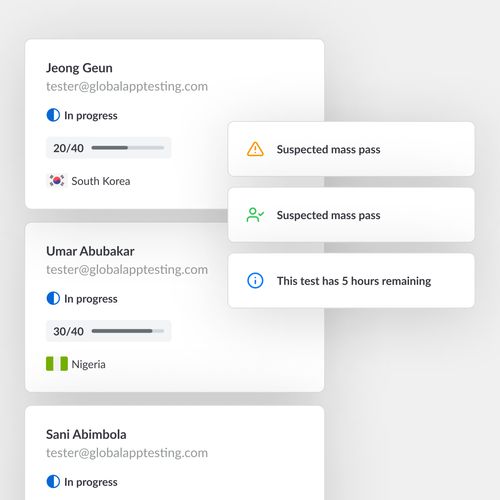 Jeong Geun
tester@globalapptesting.com
In progress
20/40
South Korea
Suspected mass pass
Suspected mass pass
This test has 5 hours remaining
Umar Abubakar
tester@globalapptesting.com
In progress
30/40
Nigeria
Sani Abimbola
tester@globalapptesting.com
In progress